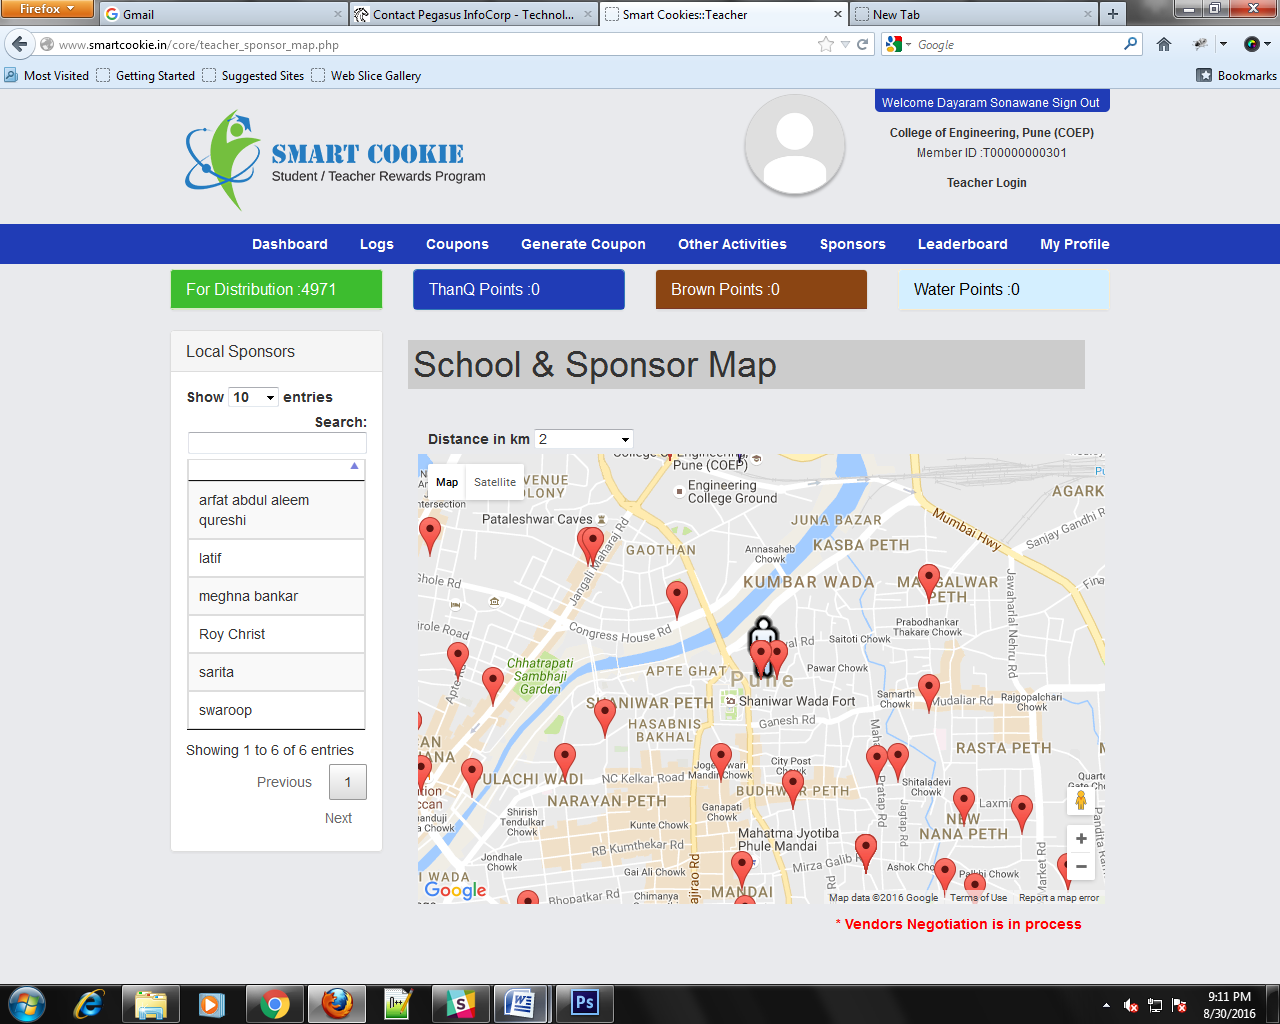 Firefox
Gmail
Contact Pegasus InfoCorp - Technol...
Smart Cookies::Teacher
New Tab
www.smartcookie.in/core/teacher_sponsor_map.php
Google
Most Visited
Getting Started
Suggested Sites
Web Slice Gallery
Bookmarks
Welcome Dayaram Sonawane Sign Out
College of Engineering, Pune (COEP)
Member ID :T00000000301
Teacher Login
SMART COOKIE
Student / Teacher Rewards Program
Dashboard
Logs
Coupons
Generate Coupon
Other Activities
Sponsors
Leaderboard
My Profile
For Distribution :4971
ThanQ Points :0
Brown Points :0
Water Points :0
Local Sponsors
Show 10 entries
Search:
arfat abdul aleem
qureshi
latif
meghna bankar
Roy Christ
sarita
swaroop
Showing 1 to 6 of 6 entries
Previous
1
Next
School & Sponsor Map
Distance in km 2
Map
Satellite
Pune (COEP)
Engineering
College Ground
Pataleshwar Caves
JUNA BAZAR
AGARK
Mumbai Hwy
Sanjay Gandhi R
Jangali Maharaj Rd
GAOTHAN
Annasaheb
Chowk
KASBA PETH
KUMBAR WADA
PETH
Jawaharlal Nehru Rd
Prabodhankar
Thakare Chowk
Congress House Rd
Saitoti Chowk
Chhatrapati
Sambhaji
Garden
APTE GHAT
Pawar Chowk
Pune
Shaniwar Wada Fort
Samarth
Chowk
Mudaliar Rd
Rajgopalchari
Chowk
SHANIWAR PETH
HASABNIS
BAKHAL
Ganesh Rd
RASTA PETH
City Post
Chowk
NC Kelkar Road
NARAYAN PETH
Shitaladevi
Chowk
Shirish
Tendulkar
Chowk
Kunte Chowk
Ganapati
Chowk
NEW
NANA PETH
Mahatma Jyotiba
Phule Mandai
RB Kumthekar Rd
Jondhale
Chowk
Gai Ali Chowk
Mirza Galib
Ashok Chowk
MANDAI
Bhopatkar Rd
Chimanya
Google
Map data ©2016 Google
Terms of Use
Report a map error
* Vendors Negotiation is in process
9:11 PM
8/30/2016